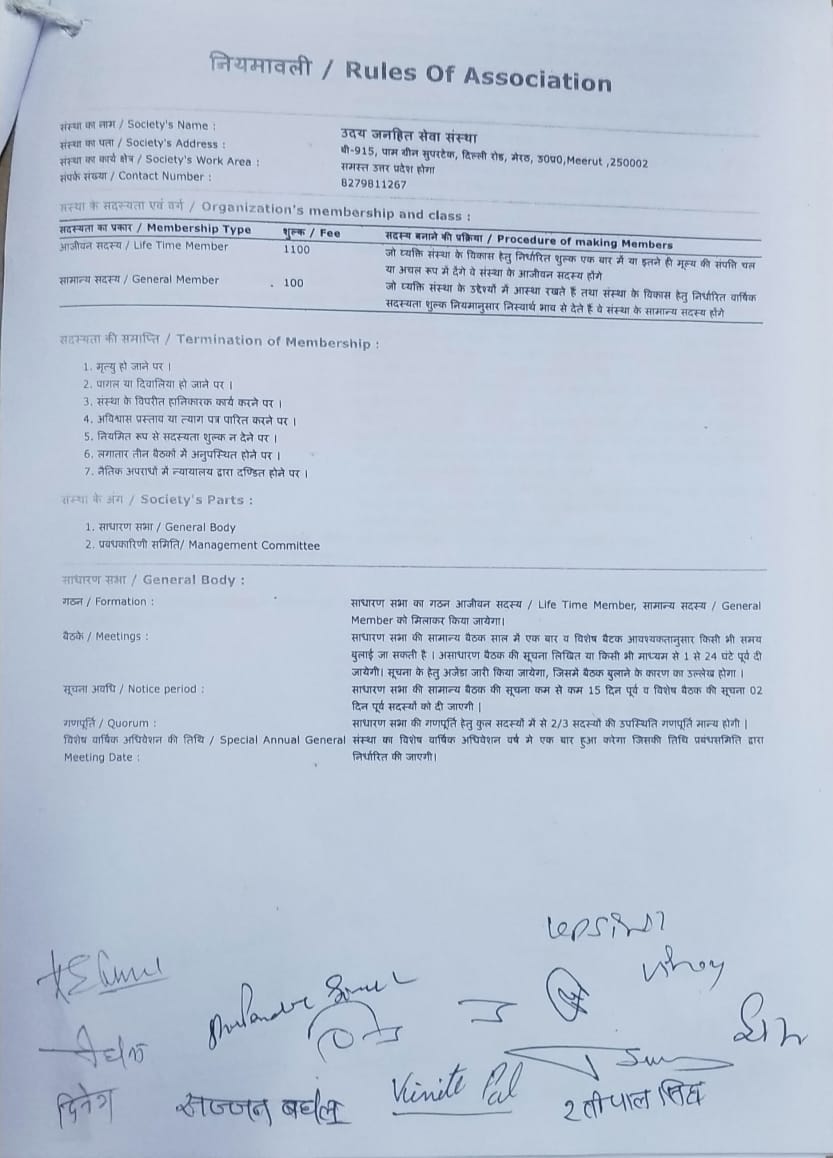 नियमावली / Rules Of Association
संस्था का नाम / Society's Name : उदय जनहित सेवा संस्था
संस्था का पता / Society's Address : बी-915, पाम ग्रीन सुपरटेक, दिल्ली रोड, मेरठ, उ0प्र0,Meerut ,250002
संस्था का कार्य क्षेत्र / Society's Work Area : समस्त उत्तर प्रदेश होगा
संपर्क संख्या / Contact Number : 8279811267
संस्था के सदस्यता एवं वर्ग / Organization's membership and class :
सदस्यता का प्रकार / Membership Type शुल्क / Fee सदस्य बनाने की प्रक्रिया / Procedure of making Members
आजीवन सदस्य / Life Time Member 1100 जो व्यक्ति संस्था के विकास हेतु निर्धारित शुल्क एक बार में या इतने ही मूल्य की संपत्ति चल
या अचल रूप में देंगे वे संस्था के आजीवन सदस्य होंगे
सामान्य सदस्य / General Member 100 जो व्यक्ति संस्था के उद्देश्यों में आस्था रखते हैं तथा संस्था के विकास हेतु निर्धारित वार्षिक
सदस्यता शुल्क नियमानुसार निस्वार्थ भाव से देते हैं वे संस्था के सामान्य सदस्य होंगे
सदस्यता की समाप्ति / Termination of Membership :
1. मृत्यु हो जाने पर |
2. पागल या दिवालिया हो जाने पर |
3. संस्था के विपरीत हानिकारक कार्य करने पर |
4. अविश्वास प्रस्ताव या त्याग पत्र पारित करने पर |
5. नियमित रूप से सदस्यता शुल्क न देने पर |
6. लगातार तीन बैठकों में अनुपस्थित होने पर |
7. नैतिक अपराधों में न्यायालय द्वारा दण्डित होने पर |
संस्था के अंग / Society's Parts :
1. साधारण सभा / General Body
2. प्रबंधकारिणी समिति/ Management Committee
साधारण सभा / General Body :
गठन / Formation : साधारण सभा का गठन आजीवन सदस्य / Life Time Member, सामान्य सदस्य / General
Member को मिलाकर किया जायेगा।
बैठकें / Meetings : साधारण सभा की सामान्य बैठक साल में एक बार व विशेष बैठक आवश्यकतानुसार किसी भी समय
बुलाई जा सकती है | असाधारण बैठक की सूचना लिखित या किसी भी माध्यम से 1 से 24 घंटे पूर्व दी
जायेगी। सूचना के हेतु अजेंडा जारी किया जायेगा, जिसमे बैठक बुलाने के कारण का उल्लेख होगा |
सूचना अवधि / Notice period : साधारण सभा की सामान्य बैठक की सूचना कम से कम 15 दिन पूर्व व विशेष बैठक की सूचना 02
दिन पूर्व सदस्यों को दी जाएगी |
गणपूर्ति / Quorum : साधारण सभा की गणपूर्ति हेतु कुल सदस्यों में से 2/3 सदस्यों की उपस्थिति गणपूर्ति मान्य होगी |
विशेष वार्षिक अधिवेशन की तिथि / Special Annual General संस्था का विशेष वार्षिक अधिवेशन वर्ष मे एक बार हुआ करेगा जिसकी तिथि प्रबंधसमिति द्वारा
Meeting Date : निर्धारित की जाएगी।
दिनेश सज्जन बघेल Vinite Pal रतीपाल सिंह